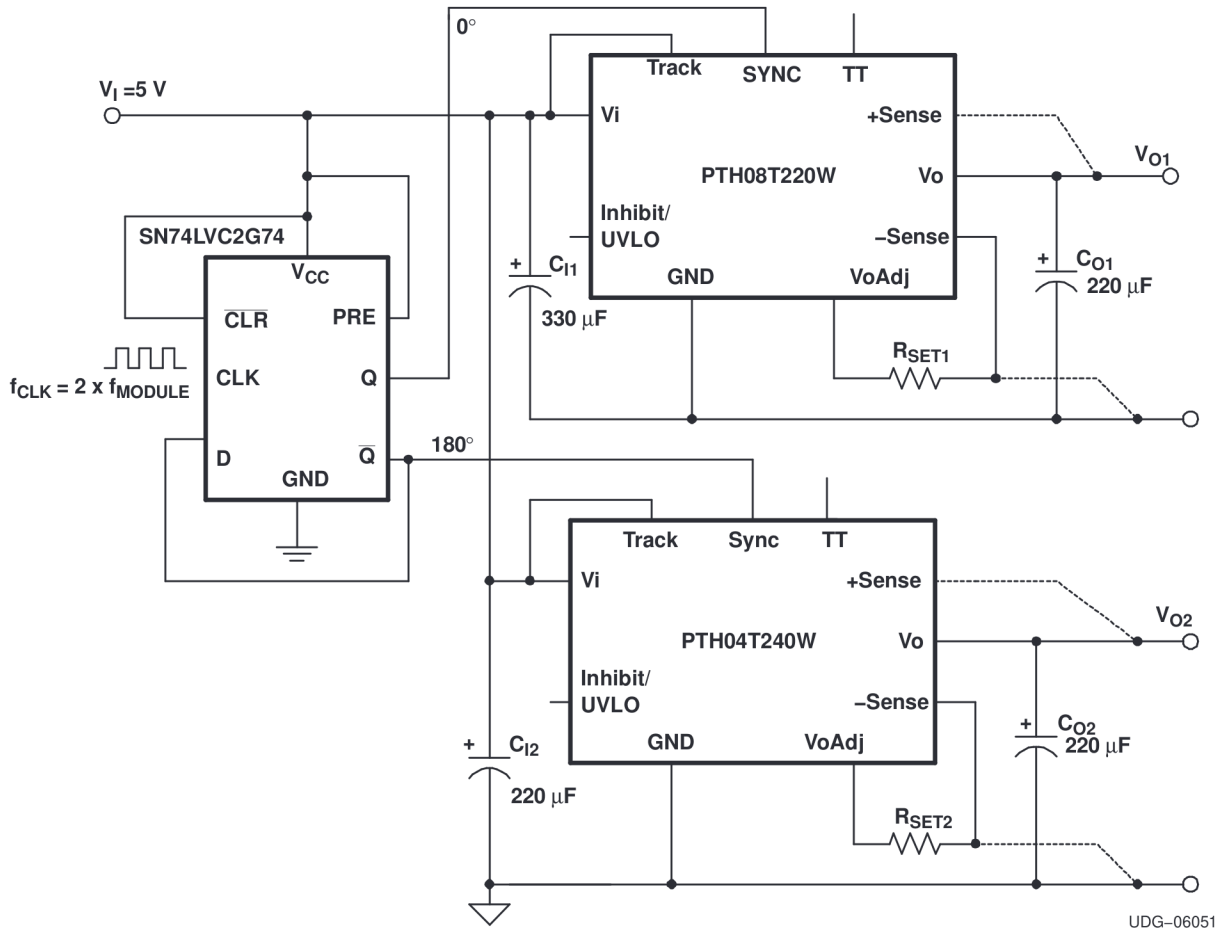 0°
Track
SYNC
TT
V_I =5 V
Vi
+Sense
PTH08T220W
Vo
V_O1
Inhibit/
UVLO
−Sense
GND
VoAdj
+
C_I1
330 μF
+
C_O1
220 μF
R_SET1
SN74LVC2G74
V_CC
C̅L̅R̅
PRE
CLK
Q
f_CLK = 2 x f_MODULE
D
Q̅
GND
180°
Track
Sync
TT
Vi
+Sense
PTH04T240W
Vo
V_O2
Inhibit/
UVLO
−Sense
GND
VoAdj
+
C_I2
220 μF
+
C_O2
220 μF
R_SET2
UDG−06051